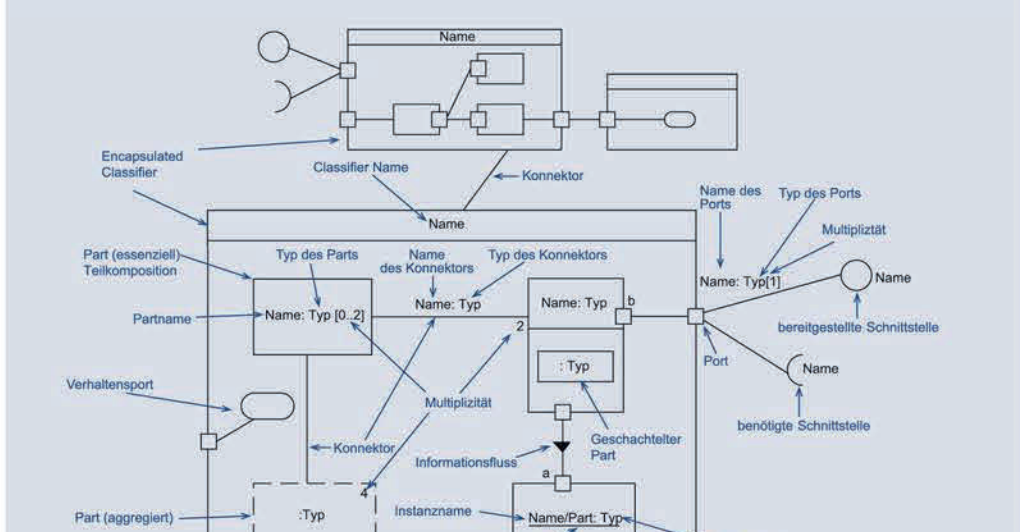 Name
Encapsulated
Classifier
Classifier Name
Konnektor
Name des
Ports
Typ des Ports
Multipliztät
Name
Part (essenziell)
Teilkomposition
Typ des Parts
Name
des Konnektors
Typ des Konnektors
Name: Typ[1]
Name
Partname
Name: Typ [0..2]
Name: Typ
Name: Typ
b
2
bereitgestellte Schnittstelle
Port
: Typ
Name
Verhaltensport
Multiplizität
benötigte Schnittstelle
Konnektor
Geschachtelter
Part
Informationsfluss
a
4
Part (aggregiert)
:Typ
Instanzname
Name/Part: Typ